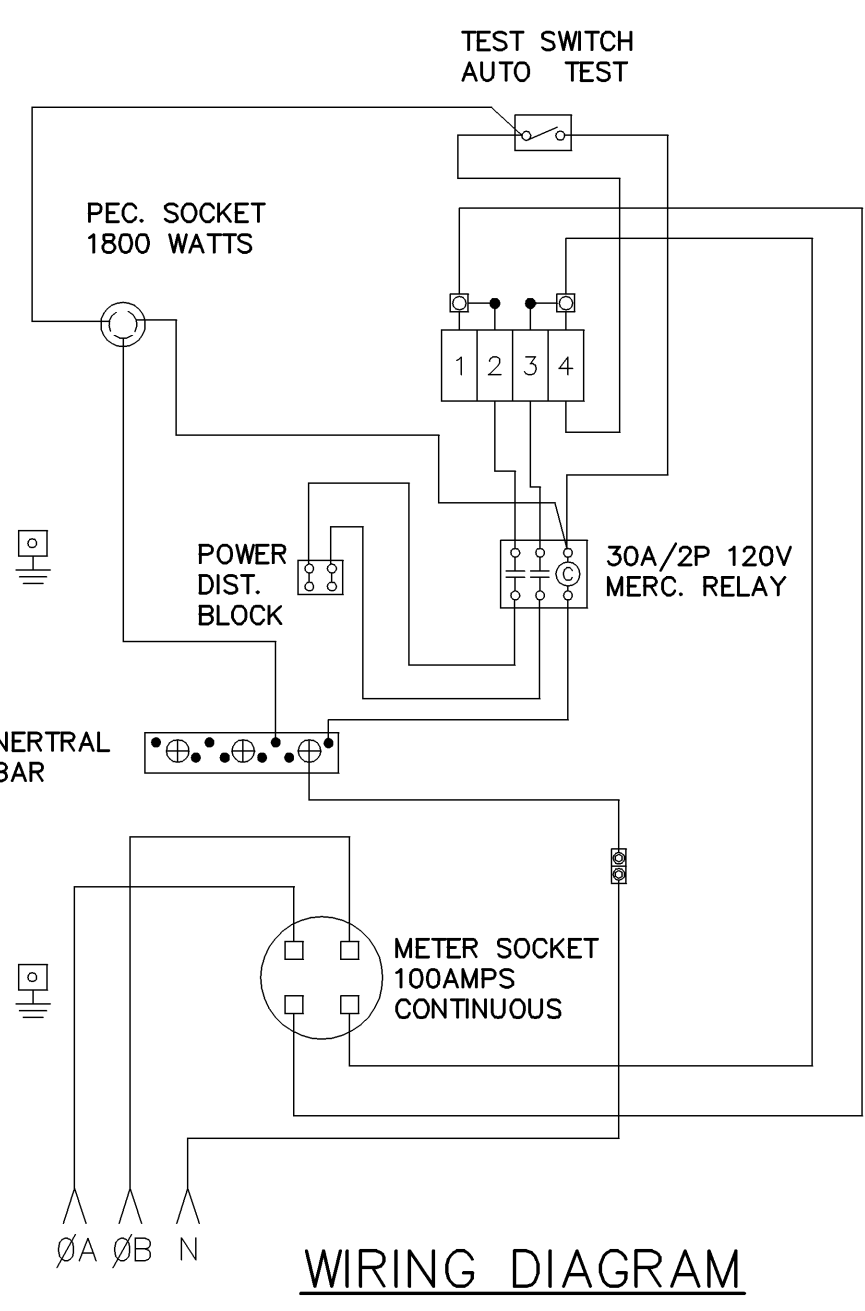 TEST SWITCH
AUTO TEST
PEC. SOCKET
1800 WATTS
1 2 3 4
POWER
DIST.
BLOCK
C
30A/2P 120V
MERC. RELAY
NERTRAL
BAR
METER SOCKET
100AMPS
CONTINUOUS
ØA ØB N
WIRING DIAGRAM